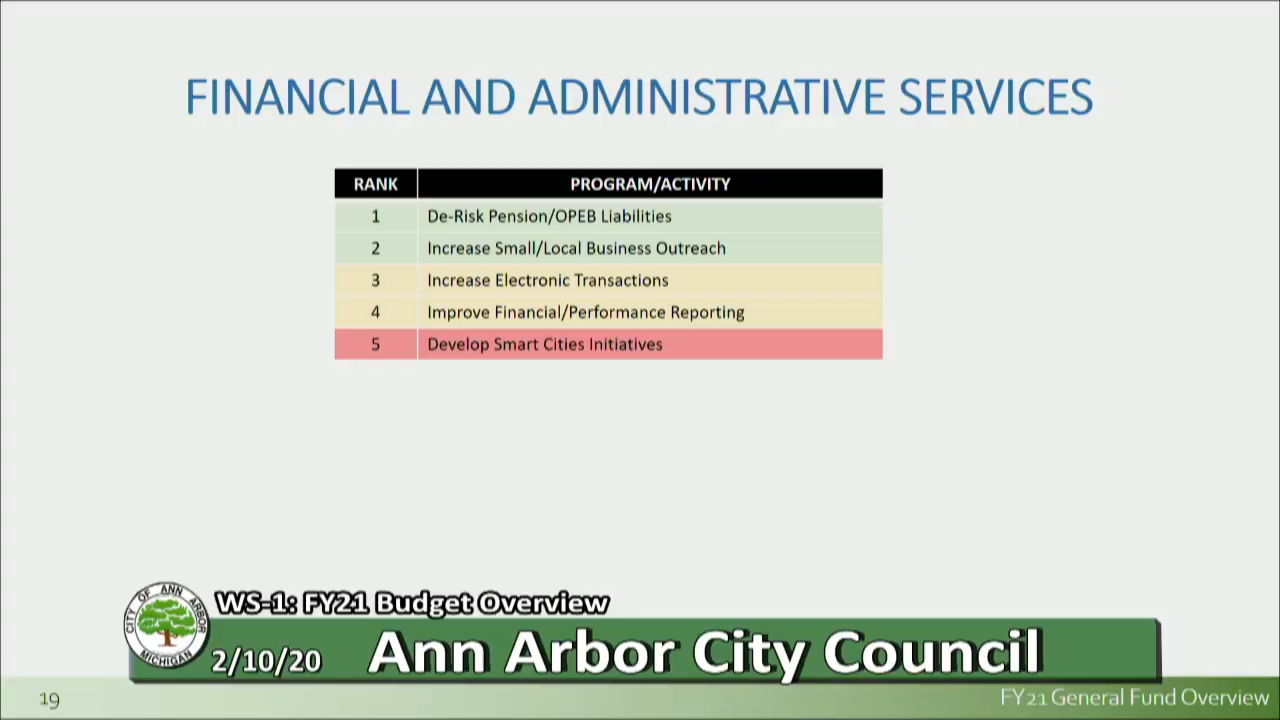 FINANCIAL AND ADMINISTRATIVE SERVICES
RANK PROGRAM/ACTIVITY
1 De-Risk Pension/OPEB Liabilities
2 Increase Small/Local Business Outreach
3 Increase Electronic Transactions
4 Improve Financial/Performance Reporting
5 Develop Smart Cities Initiatives
CITY OF ANN ARBOR MICHIGAN
WS-1: FY21 Budget Overview
2/10/20 Ann Arbor City Council
19 FY21 General Fund Overview